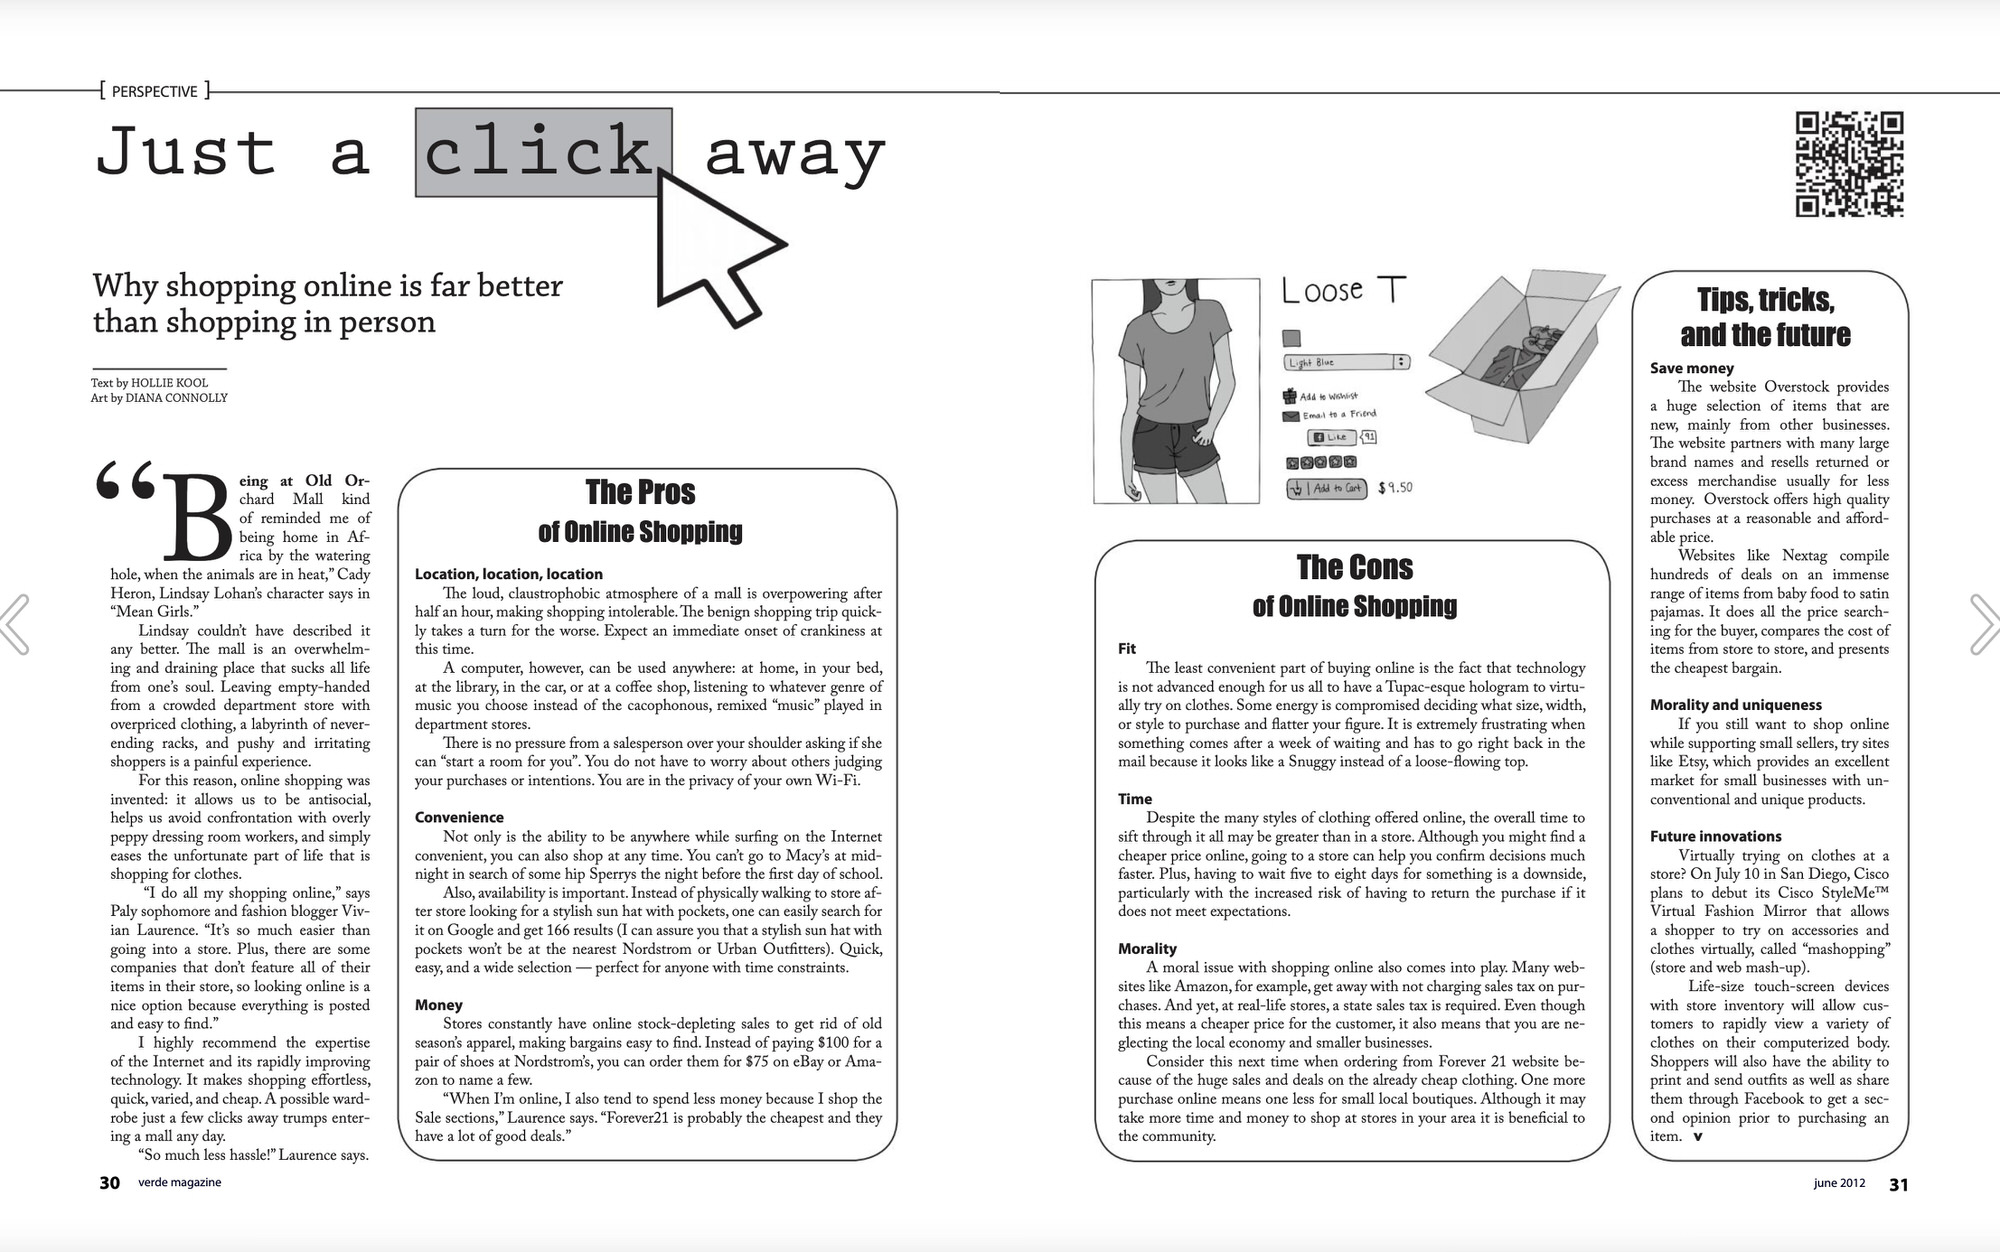 [ PERSPECTIVE ]
Just a click away
Why shopping online is far better
than shopping in person
Text by HOLLIE KOOL
Art by DIANA CONNOLLY
“Being at Old Or-
chard Mall kind
of reminded me of
being home in Af-
rica by the watering
hole, when the animals are in heat,” Cady
Heron, Lindsay Lohan’s character says in
“Mean Girls.”
Lindsay couldn’t have described it
any better. The mall is an overwhelm-
ing and draining place that sucks all life
from one’s soul. Leaving empty-handed
from a crowded department store with
overpriced clothing, a labyrinth of never-
ending racks, and pushy and irritating
shoppers is a painful experience.
For this reason, online shopping was
invented: it allows us to be antisocial,
helps us avoid confrontation with overly
peppy dressing room workers, and simply
eases the unfortunate part of life that is
shopping for clothes.
“I do all my shopping online,” says
Paly sophomore and fashion blogger Viv-
ian Laurence. “It’s so much easier than
going into a store. Plus, there are some
companies that don’t feature all of their
items in their store, so looking online is a
nice option because everything is posted
and easy to find.”
I highly recommend the expertise
of the Internet and its rapidly improving
technology. It makes shopping effortless,
quick, varied, and cheap. A possible ward-
robe just a few clicks away trumps enter-
ing a mall any day.
“So much less hassle!” Laurence says.
The Pros
of Online Shopping
Location, location, location
The loud, claustrophobic atmosphere of a mall is overpowering after
half an hour, making shopping intolerable. The benign shopping trip quick-
ly takes a turn for the worse. Expect an immediate onset of crankiness at
this time.
A computer, however, can be used anywhere: at home, in your bed,
at the library, in the car, or at a coffee shop, listening to whatever genre of
music you choose instead of the cacophonous, remixed “music” played in
department stores.
There is no pressure from a salesperson over your shoulder asking if she
can “start a room for you”. You do not have to worry about others judging
your purchases or intentions. You are in the privacy of your own Wi-Fi.
Convenience
Not only is the ability to be anywhere while surfing on the Internet
convenient, you can also shop at any time. You can’t go to Macy’s at mid-
night in search of some hip Sperrys the night before the first day of school.
Also, availability is important. Instead of physically walking to store af-
ter store looking for a stylish sun hat with pockets, one can easily search for
it on Google and get 166 results (I can assure you that a stylish sun hat with
pockets won’t be at the nearest Nordstrom or Urban Outfitters). Quick,
easy, and a wide selection — perfect for anyone with time constraints.
Money
Stores constantly have online stock-depleting sales to get rid of old
season’s apparel, making bargains easy to find. Instead of paying $100 for a
pair of shoes at Nordstrom’s, you can order them for $75 on eBay or Ama-
zon to name a few.
“When I’m online, I also tend to spend less money because I shop the
Sale sections,” Laurence says. “Forever21 is probably the cheapest and they
have a lot of good deals.”
30 verde magazine
Loose T
Light Blue
Add to Wishlist
Email to a Friend
f Like 91
Add to Cart $9.50
The Cons
of Online Shopping
Fit
The least convenient part of buying online is the fact that technology
is not advanced enough for us all to have a Tupac-esque hologram to virtu-
ally try on clothes. Some energy is compromised deciding what size, width,
or style to purchase and flatter your figure. It is extremely frustrating when
something comes after a week of waiting and has to go right back in the
mail because it looks like a Snuggy instead of a loose-flowing top.
Time
Despite the many styles of clothing offered online, the overall time to
sift through it all may be greater than in a store. Although you might find a
cheaper price online, going to a store can help you confirm decisions much
faster. Plus, having to wait five to eight days for something is a downside,
particularly with the increased risk of having to return the purchase if it
does not meet expectations.
Morality
A moral issue with shopping online also comes into play. Many web-
sites like Amazon, for example, get away with not charging sales tax on pur-
chases. And yet, at real-life stores, a state sales tax is required. Even though
this means a cheaper price for the customer, it also means that you are ne-
glecting the local economy and smaller businesses.
Consider this next time when ordering from Forever 21 website be-
cause of the huge sales and deals on the already cheap clothing. One more
purchase online means one less for small local boutiques. Although it may
take more time and money to shop at stores in your area it is beneficial to
the community.
Tips, tricks,
and the future
Save money
The website Overstock provides
a huge selection of items that are
new, mainly from other businesses.
The website partners with many large
brand names and resells returned or
excess merchandise usually for less
money. Overstock offers high quality
purchases at a reasonable and afford-
able price.
Websites like Nextag compile
hundreds of deals on an immense
range of items from baby food to satin
pajamas. It does all the price search-
ing for the buyer, compares the cost of
items from store to store, and presents
the cheapest bargain.
Morality and uniqueness
If you still want to shop online
while supporting small sellers, try sites
like Etsy, which provides an excellent
market for small businesses with un-
conventional and unique products.
Future innovations
Virtually trying on clothes at a
store? On July 10 in San Diego, Cisco
plans to debut its Cisco StyleMe™
Virtual Fashion Mirror that allows
a shopper to try on accessories and
clothes virtually, called “mashopping”
(store and web mash-up).
Life-size touch-screen devices
with store inventory will allow cus-
tomers to rapidly view a variety of
clothes on their computerized body.
Shoppers will also have the ability to
print and send outfits as well as share
them through Facebook to get a sec-
ond opinion prior to purchasing an
item. v
june 2012 31